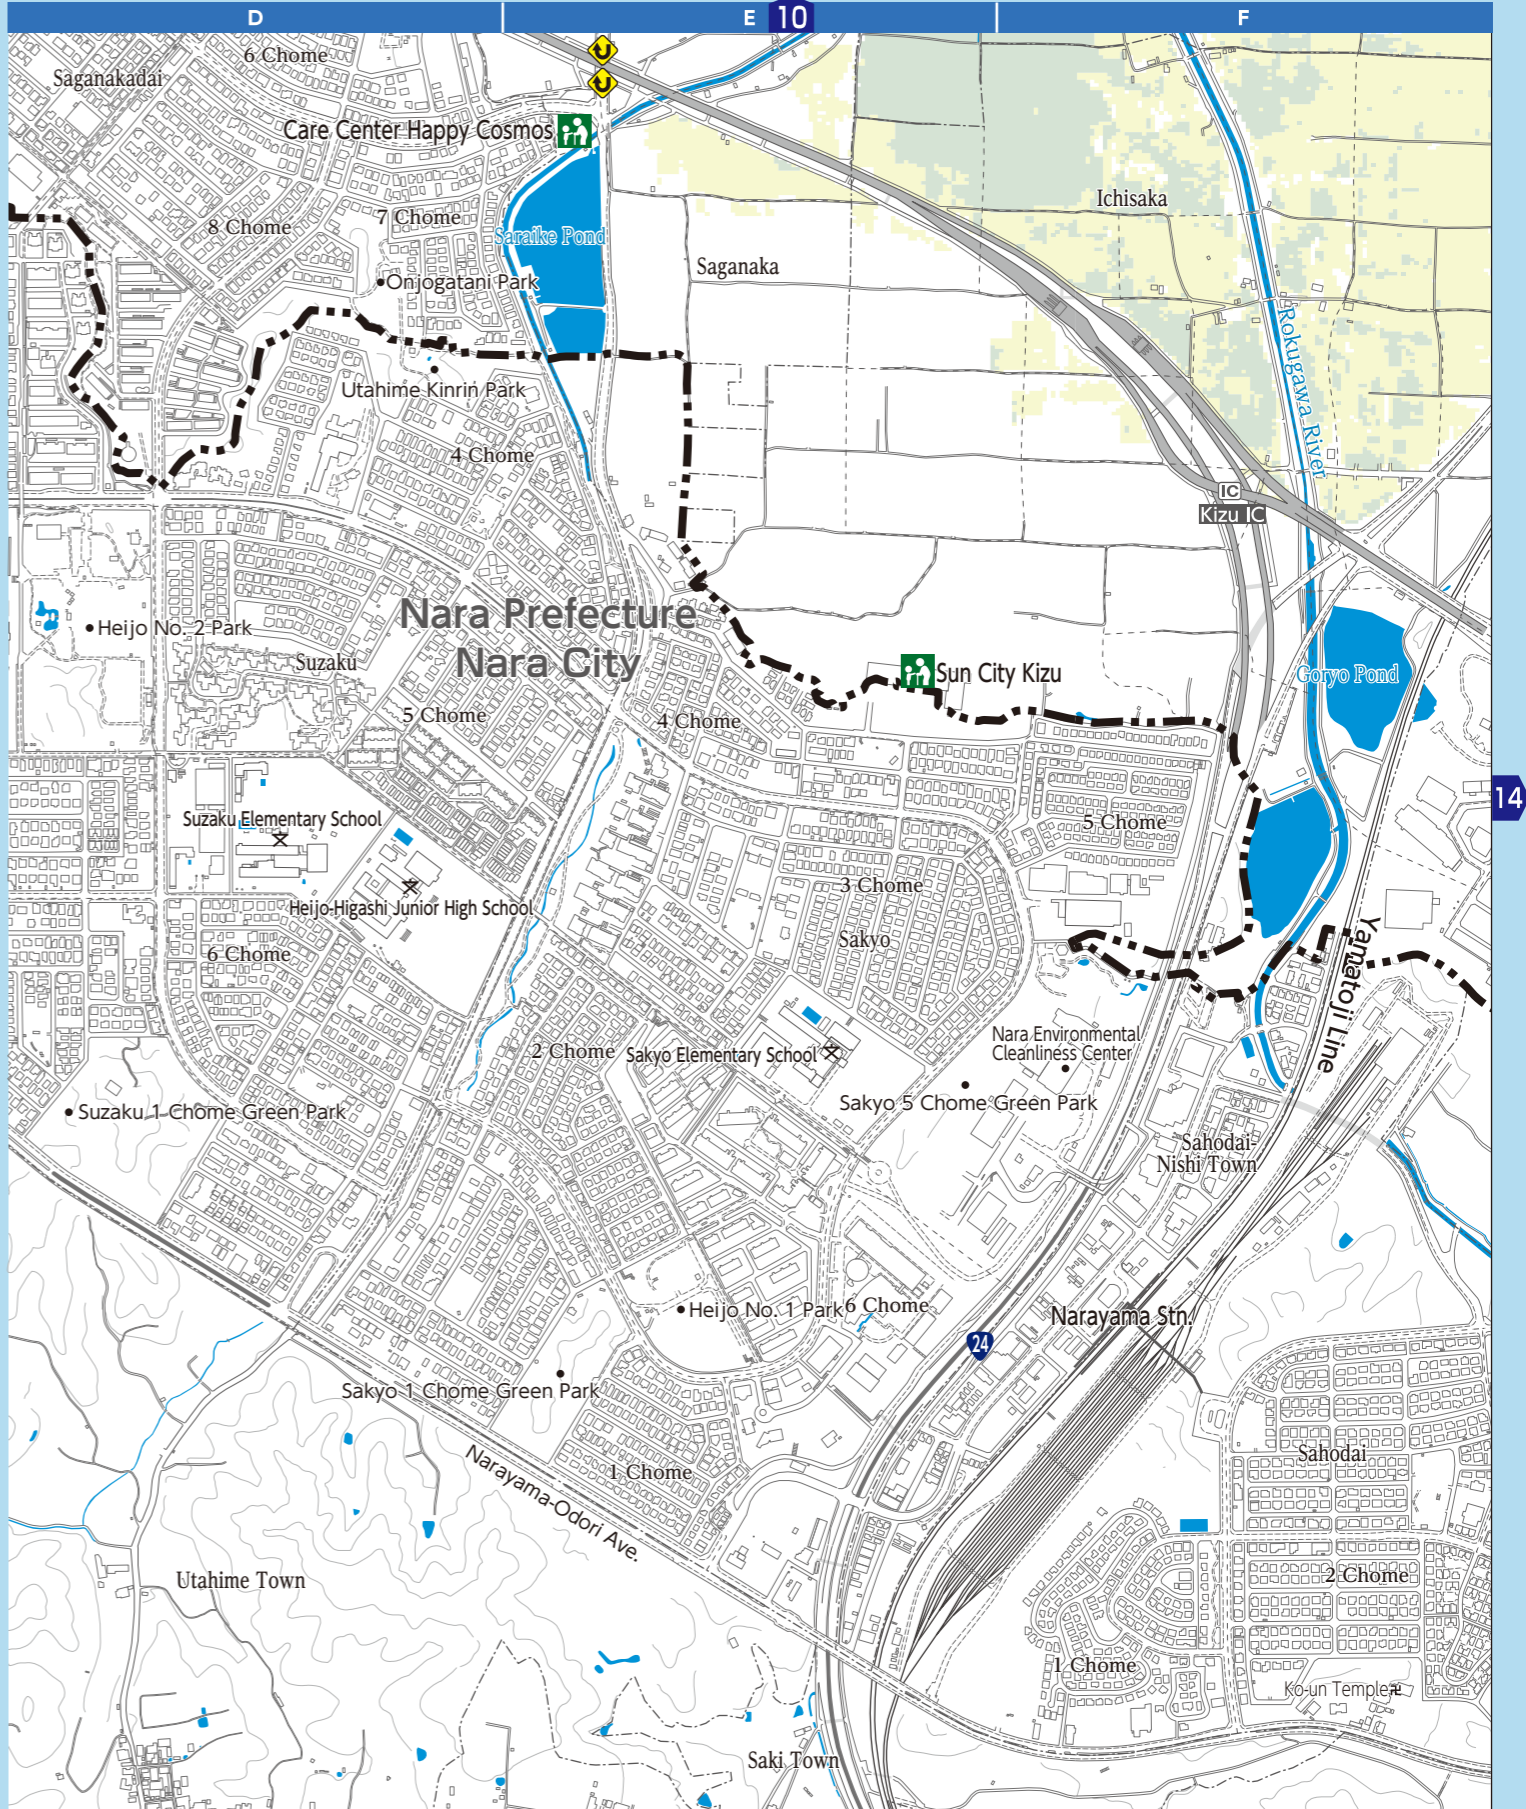 D
E
10
F
6 Chome
Saganakadai
Care Center Happy Cosmos
Ichisaka
7 Chome
8 Chome
Saraike Pond
Saganaka
Onjogatani Park
Rokugawa River
Utahime Kinrin Park
4 Chome
IC
Kizu IC
Nara Prefecture
Nara City
Heijo No. 2 Park
Suzaku
Sun City Kizu
Goryo Pond
5 Chome
4 Chome
14
Suzaku Elementary School
5 Chome
3 Chome
Heijo-Higashi Junior High School
Sakyo
6 Chome
Yamatoji Line
2 Chome
Sakyo Elementary School
Nara Environmental
Cleanliness Center
Suzaku 1 Chome Green Park
Sakyo 5 Chome Green Park
Sahodai-
Nishi Town
Heijo No. 1 Park
6 Chome
Narayama Stn.
24
Sakyo 1 Chome Green Park
Sahodai
1 Chome
Narayama-Odori Ave.
Utahime Town
2 Chome
1 Chome
Ko-un Temple
Saki Town